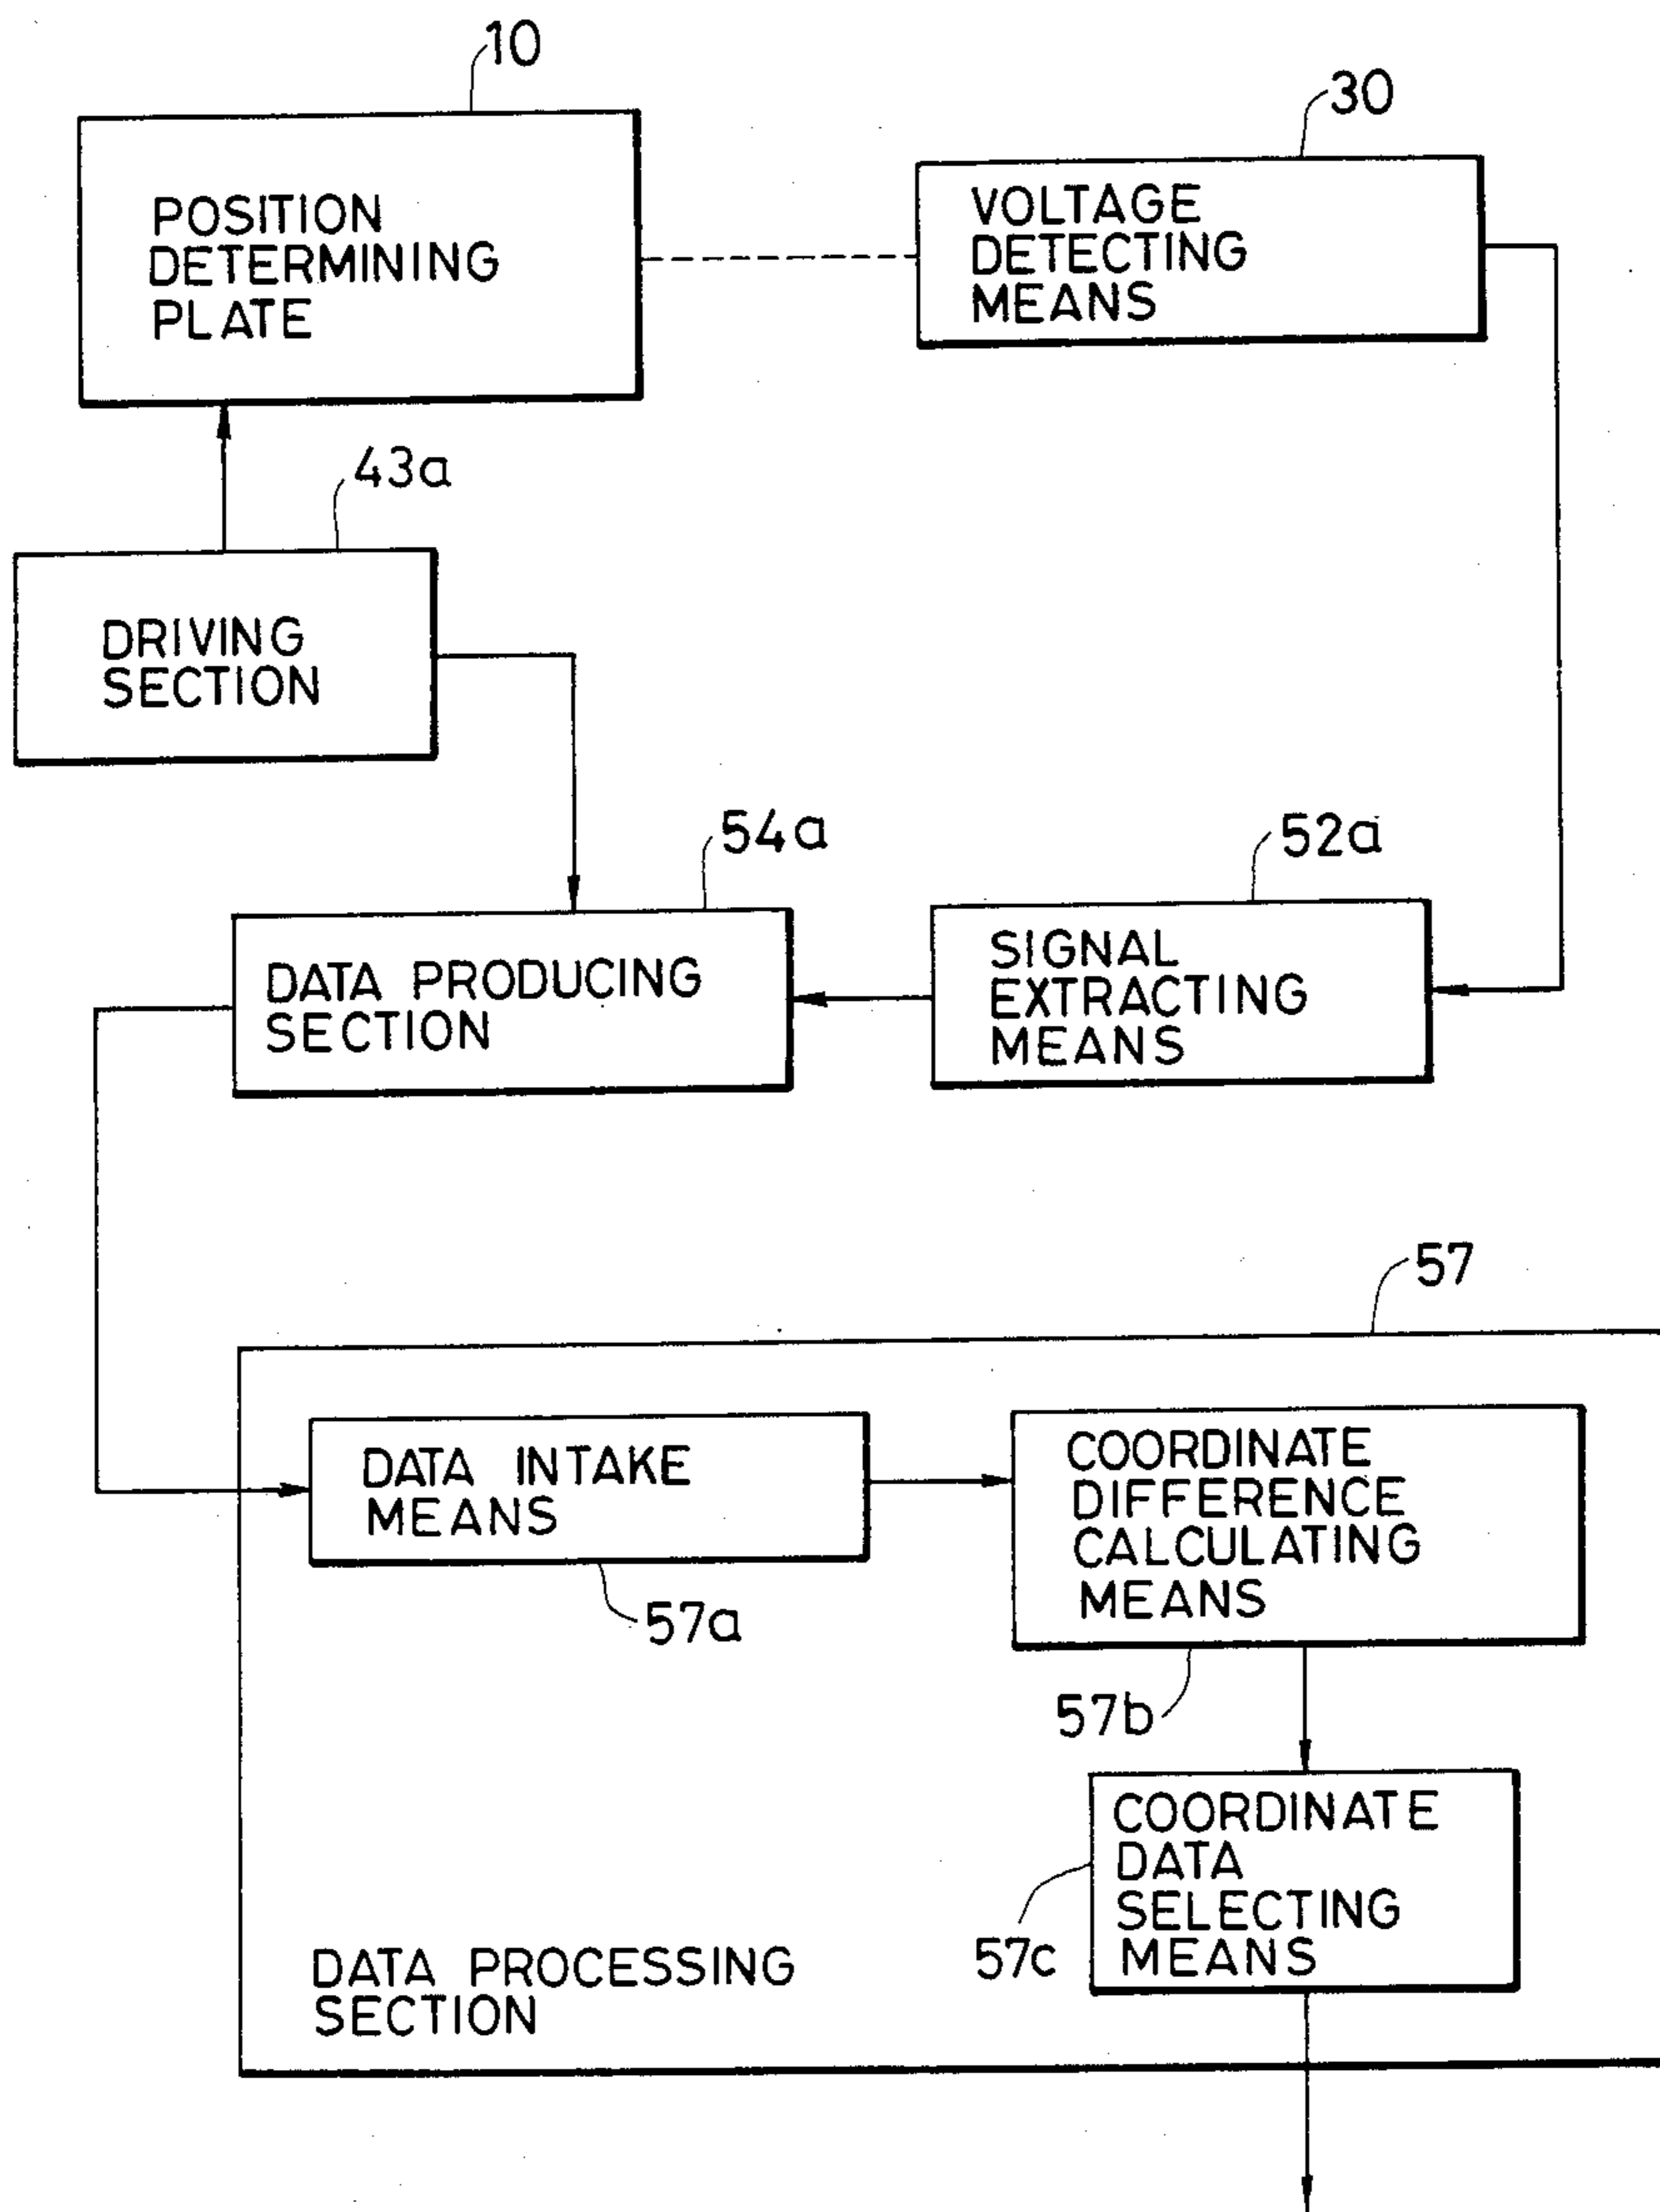 10
30
POSITION
DETERMINING
PLATE
VOLTAGE
DETECTING
MEANS
43a
DRIVING
SECTION
54a
52a
DATA PRODUCING
SECTION
SIGNAL
EXTRACTING
MEANS
57
DATA INTAKE
MEANS
57a
COORDINATE
DIFFERENCE
CALCULATING
MEANS
57b
COORDINATE
DATA
SELECTING
MEANS
57c
DATA PROCESSING
SECTION